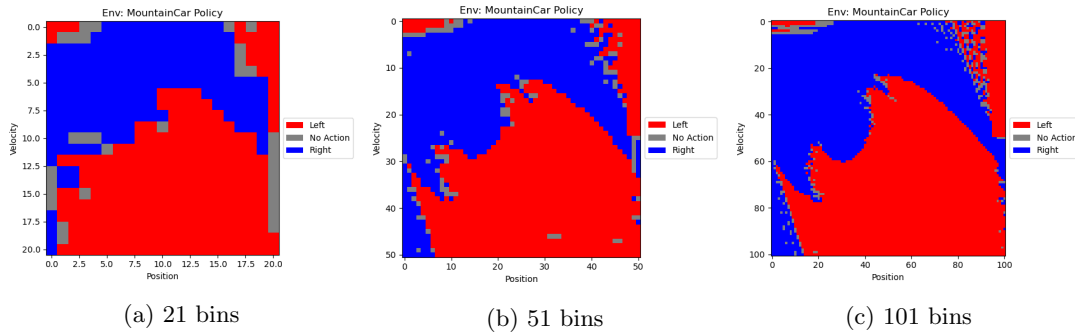 Env: MountainCar Policy
0.0
2.5
5.0
7.5
10.0
12.5
15.0
17.5
20.0
Velocity
0.0 2.5 5.0 7.5 10.0 12.5 15.0 17.5 20.0
Position
Left
No Action
Right
(a) 21 bins
Env: MountainCar Policy
0
10
20
30
40
50
Velocity
0 10 20 30 40 50
Position
Left
No Action
Right
(b) 51 bins
Env: MountainCar Policy
0
20
40
60
80
100
Velocity
0 20 40 60 80 100
Position
Left
No Action
Right
(c) 101 bins